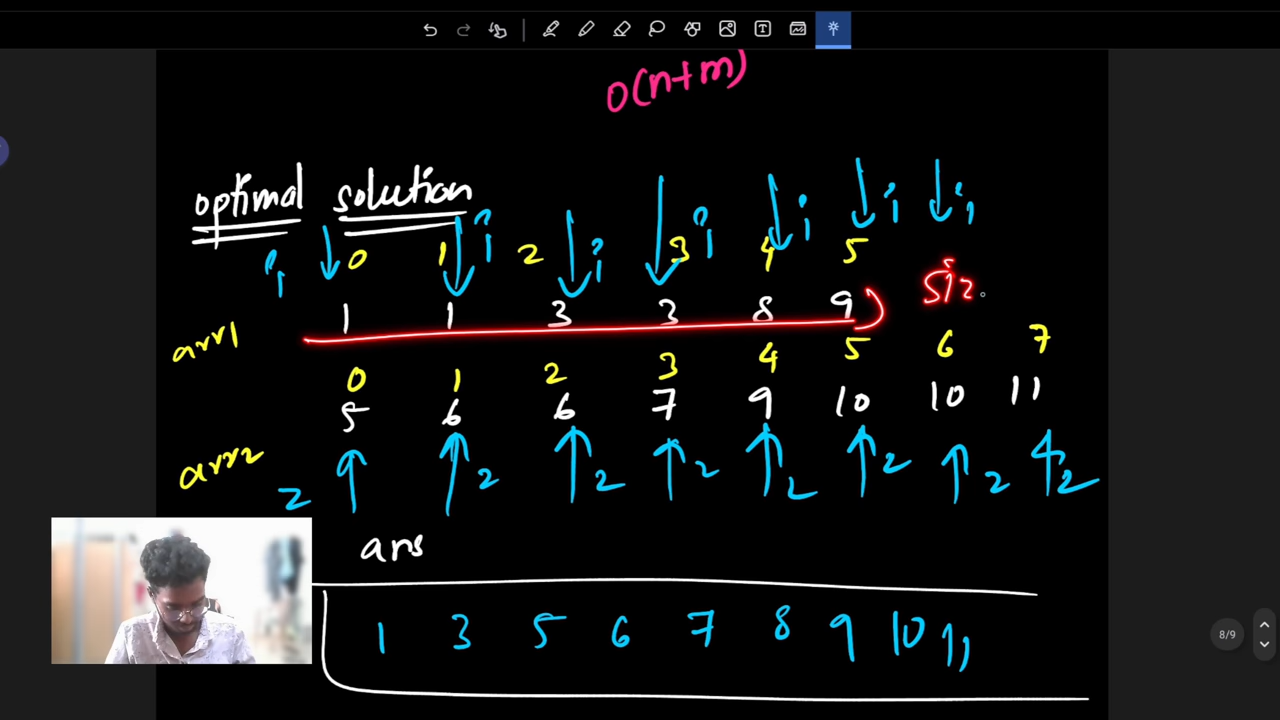 O(n+m)
optimal solution
i 0 1 i 2 i 3 i 4 i 5 i i
arr1 1 1 3 3 8 9 siz
0 1 2 3 4 5 6 7
arr2 5 6 6 7 9 10 10 11
2 2 2 2 2 2 2 2
ans
1 3 5 6 7 8 9 10 11
8/9